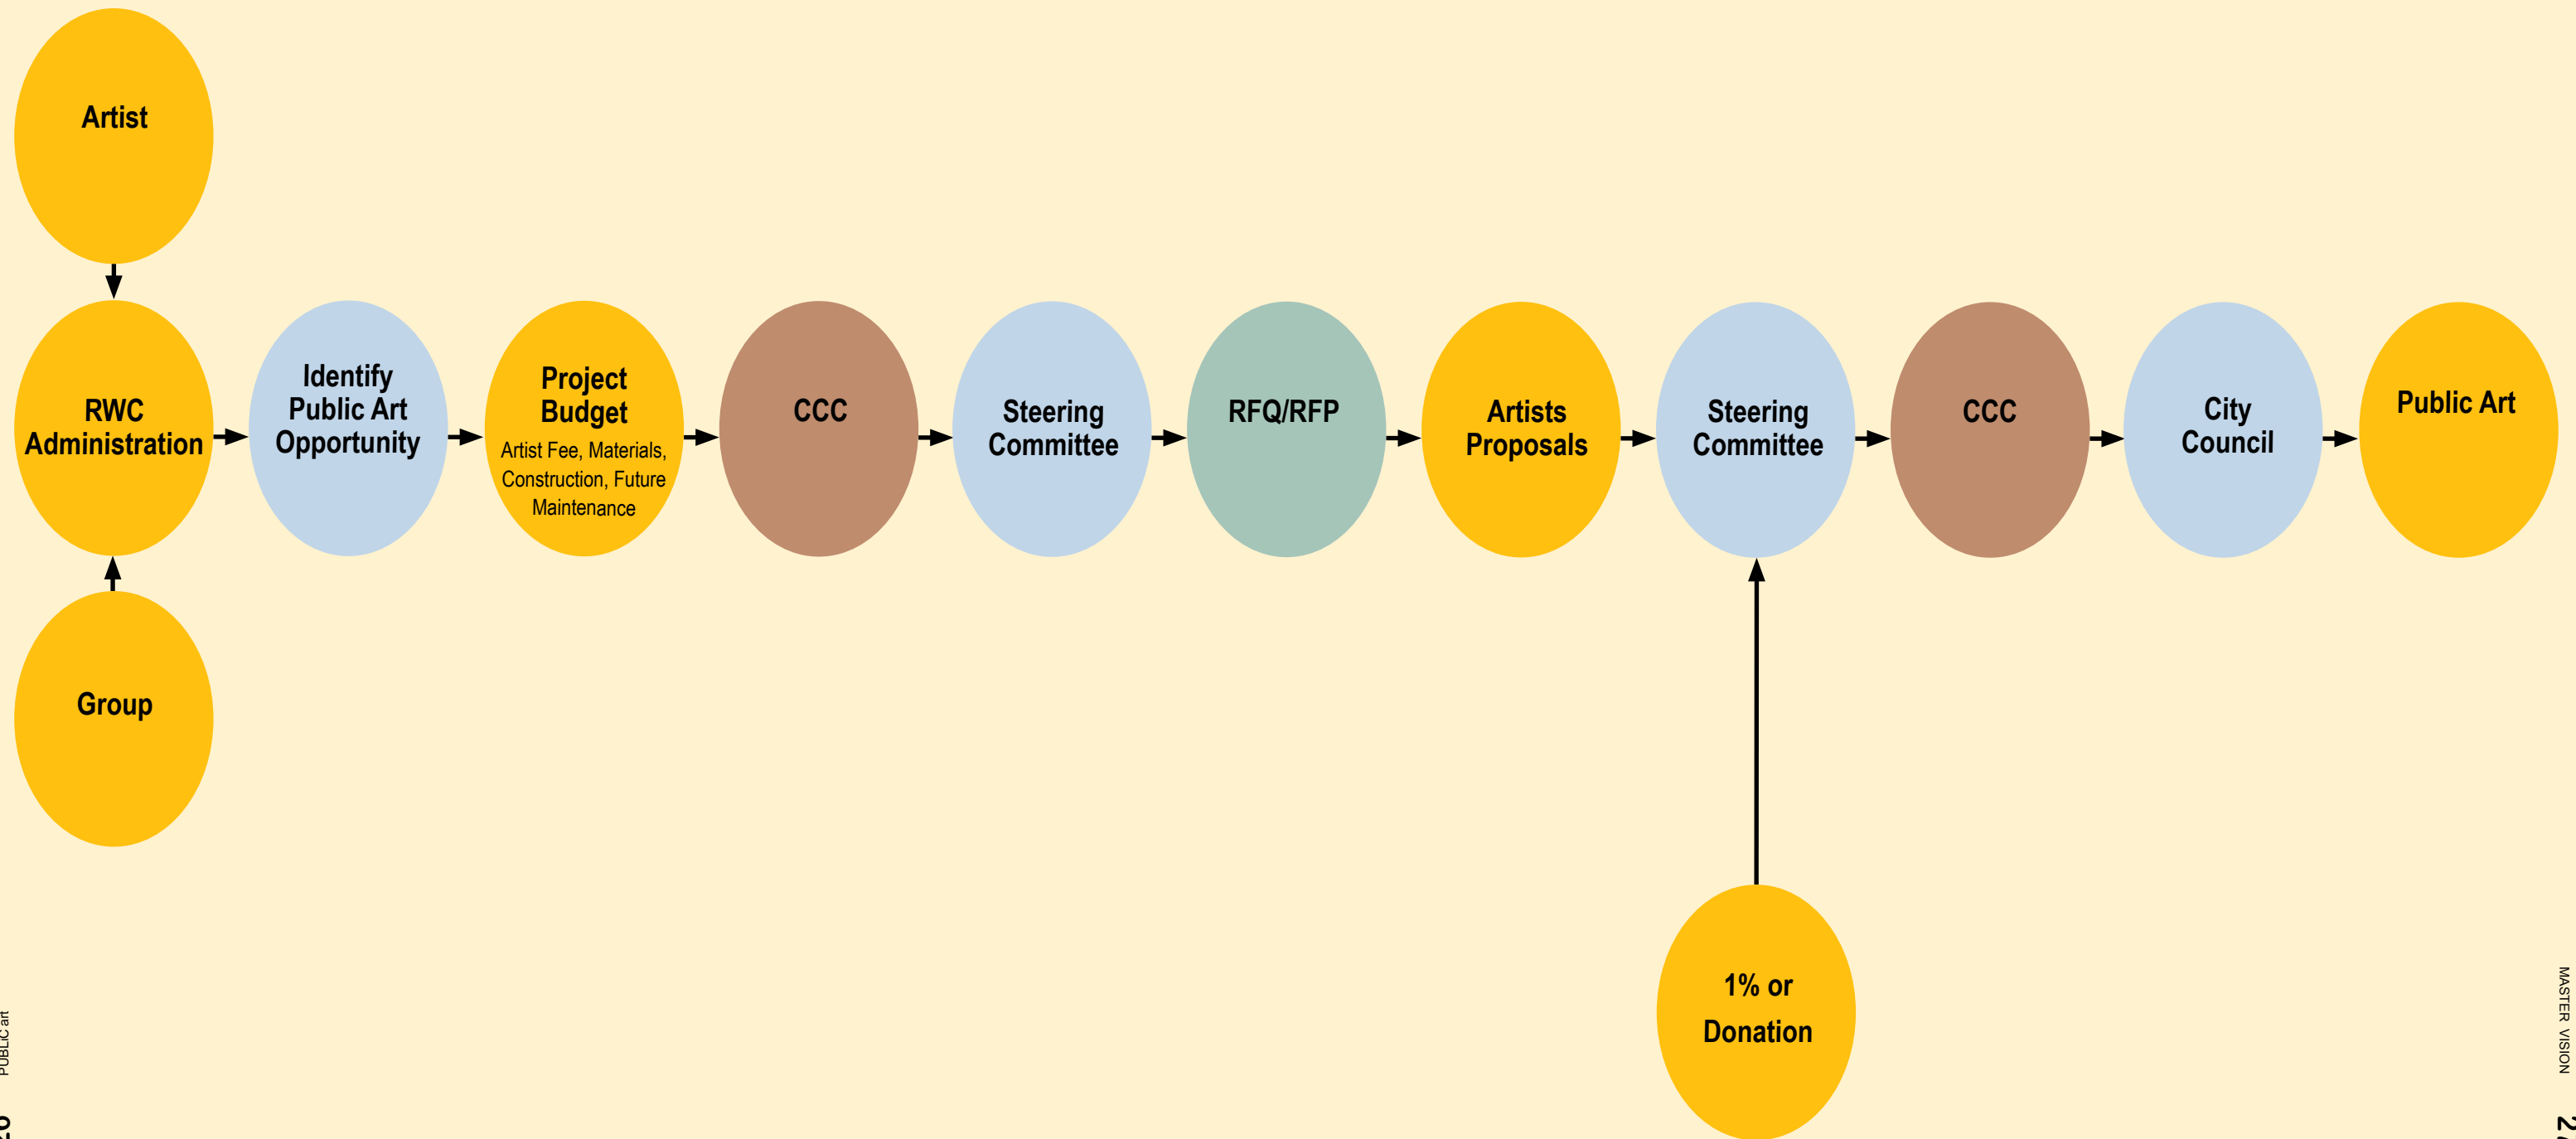 Artist
RWC
Administration
Identify
Public Art
Opportunity
Project
Budget
Artist Fee, Materials,
Construction, Future
Maintenance
CCC
Steering
Committee
RFQ/RFP
Artists
Proposals
Steering
Committee
CCC
City
Council
Public Art
Group
1% or
Donation
PUBLIC art
MASTER VISION